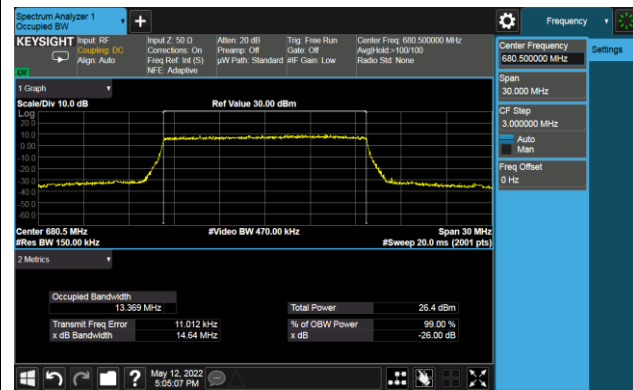 Spectrum Analyzer 1
Occupied BW
+
Frequency
KEYSIGHT
Input: RF
Coupling: DC
Align: Auto
Input Z: 50 Ω
Corrections: On
Freq Ref: Int (S)
NFE: Adaptive
Atten: 20 dB
Preamp: Off
µW Path: Standard
Trig: Free Run
Gate: Off
#IF Gain: Low
Center Freq: 680.500000 MHz
Avg|Hold:>100/100
Radio Std: None
LXI
Center Frequency
680.500000 MHz
Settings
Span
30.000 MHz
CF Step
3.000000 MHz
Auto
Man
Freq Offset
0 Hz
1 Graph
Scale/Div 10.0 dB
Ref Value 30.00 dBm
Log
20.0
10.0
0.00
-10.0
-20.0
-30.0
-40.0
-50.0
-60.0
Center 680.5 MHz
#Video BW 470.00 kHz
Span 30 MHz
#Res BW 150.00 kHz
#Sweep 20.0 ms (2001 pts)
2 Metrics
Occupied Bandwidth
13.369 MHz
Total Power
26.4 dBm
Transmit Freq Error
11.012 kHz
% of OBW Power
99.00 %
x dB Bandwidth
14.64 MHz
x dB
-26.00 dB
?
May 12, 2022
5:05:07 PM